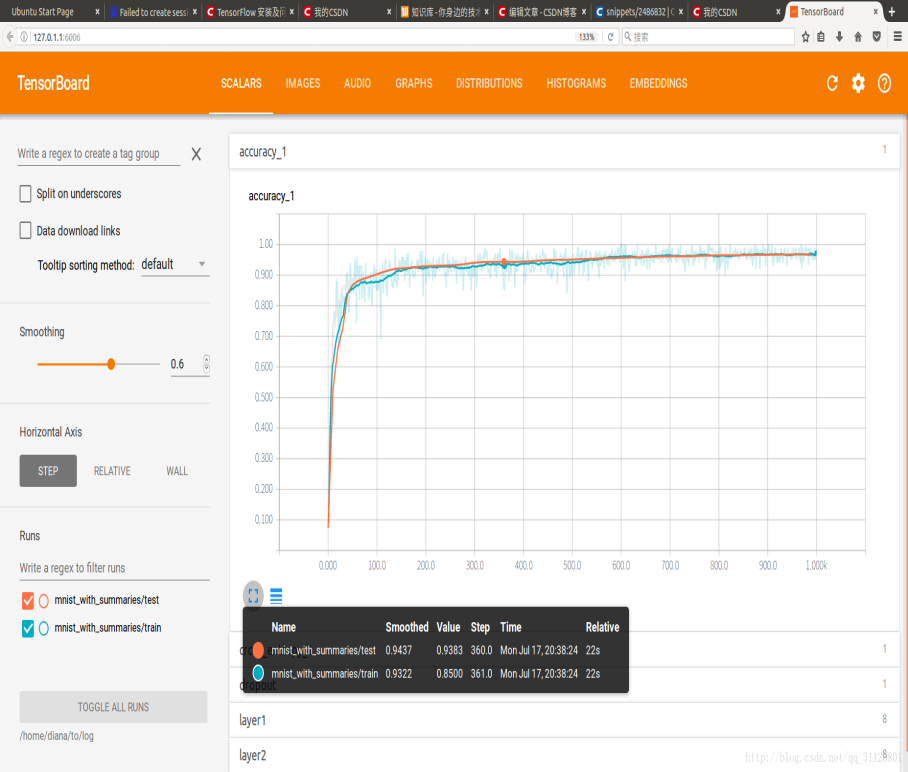 Ubuntu Start Page × Failed to create sessi × TensorFlow 安装及问 × 我的CSDN × 知识库 - 你身边的技术 × 编辑文章 - CSDN博客 × snippets/2486832 | C × 我的CSDN × TensorBoard × +
127.0.1.1:6006 133% 搜索
TensorBoard SCALARS IMAGES AUDIO GRAPHS DISTRIBUTIONS HISTOGRAMS EMBEDDINGS
Write a regex to create a tag group
Split on underscores
Data download links
Tooltip sorting method: default
Smoothing
0.6
Horizontal Axis
STEP RELATIVE WALL
Runs
Write a regex to filter runs
mnist_with_summaries/test
mnist_with_summaries/train
TOGGLE ALL RUNS
/home/diana/to/log
accuracy_1 1
accuracy_1
1.00
0.900
0.800
0.700
0.600
0.500
0.400
0.300
0.200
0.100
0.000 100.0 200.0 300.0 400.0 500.0 600.0 700.0 800.0 900.0 1.000k
Name Smoothed Value Step Time Relative
mnist_with_summaries/test 0.9437 0.9383 360.0 Mon Jul 17, 20:38:24 22s
mnist_with_summaries/train 0.9322 0.8500 361.0 Mon Jul 17, 20:38:24 22s
1
dropout 1
layer1 8
layer2 8